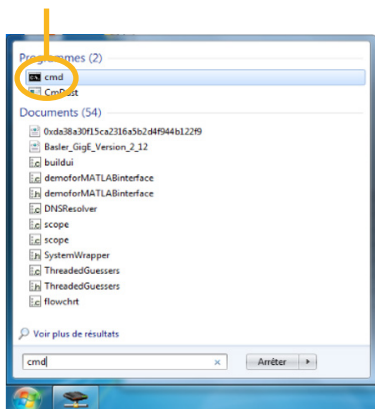 Programmes (2)
cmd
CmDust
Documents (54)
0xda38a30f15ca2316a5b2d4f944b122f9
Basler_GigE_Version_2_12
buildui
demoforMATLABinterface
demoforMATLABinterface
DNSResolver
scope
scope
SystemWrapper
ThreadedGuessers
ThreadedGuessers
flowchrt
Voir plus de résultats
cmd
Arrêter